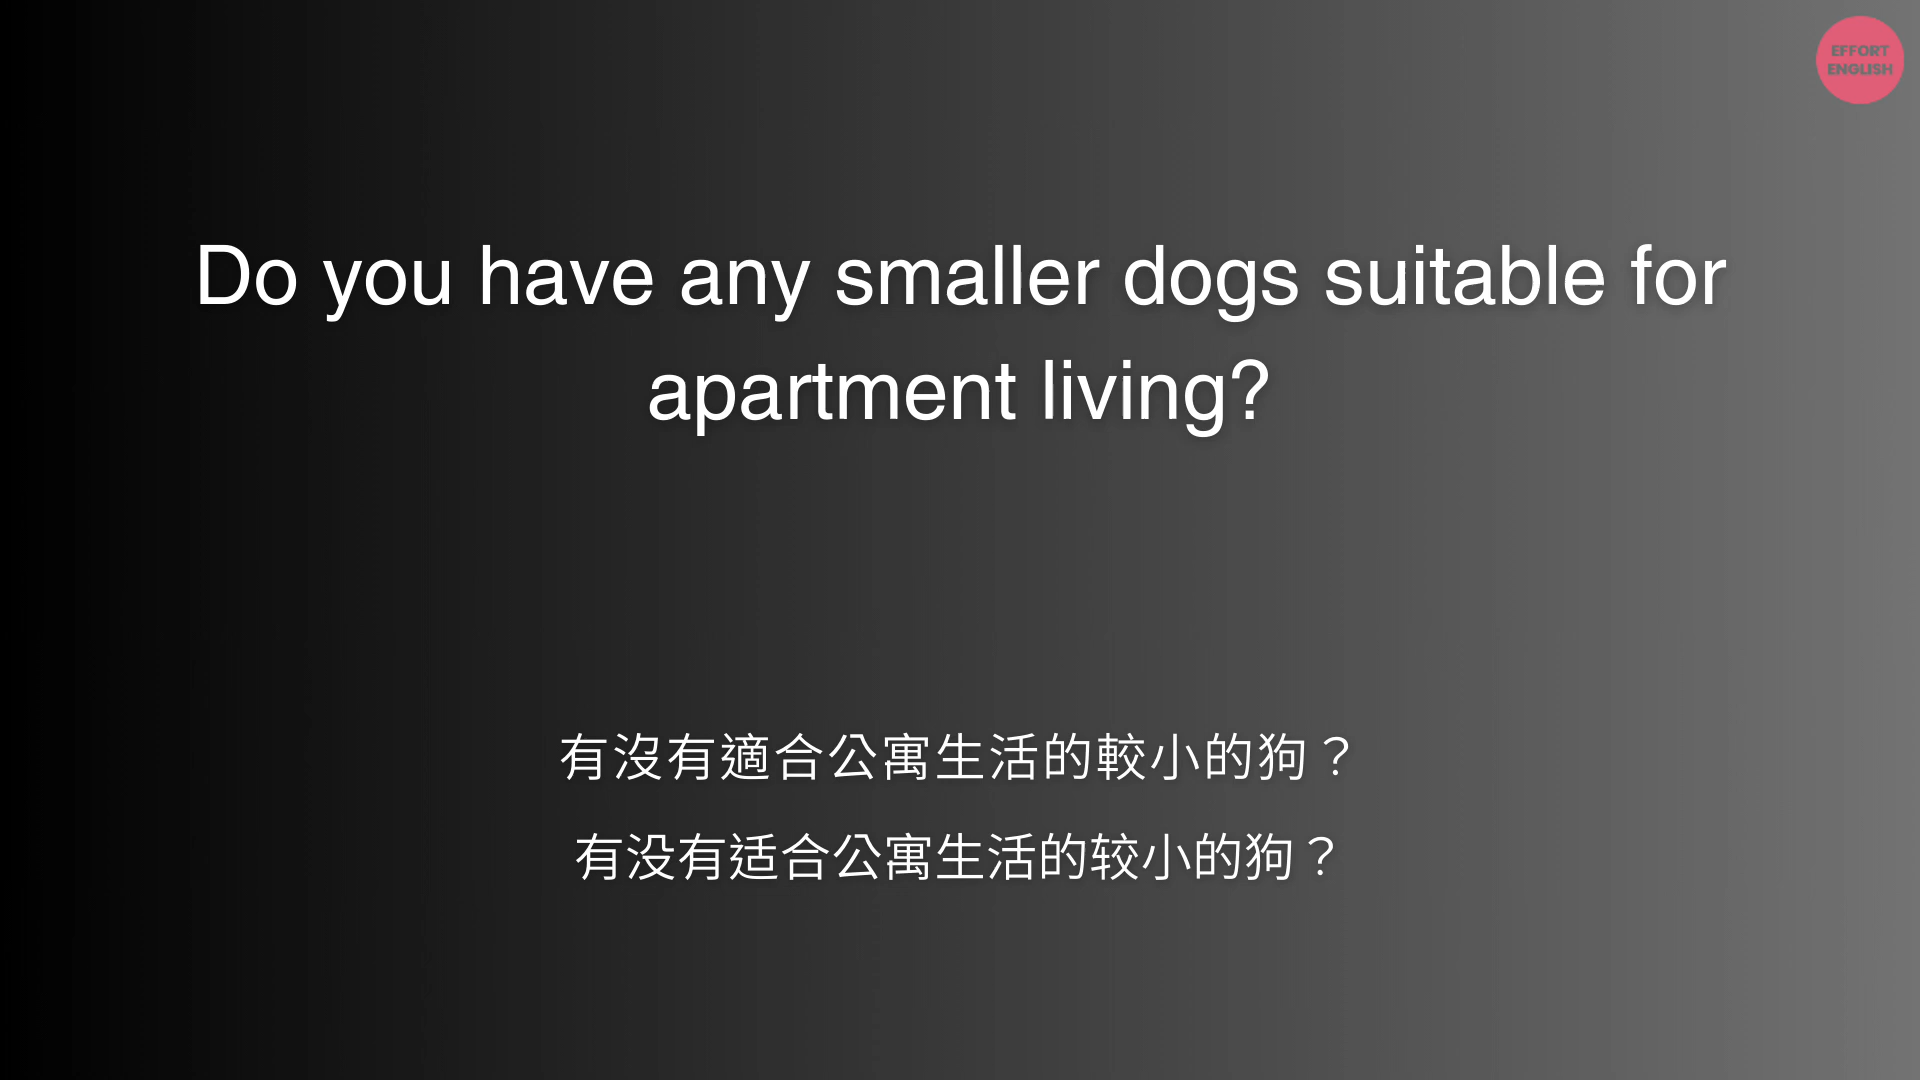 EFFORT
ENGLISH
Do you have any smaller dogs suitable for
apartment living?
有沒有適合公寓生活的較小的狗？
有没有适合公寓生活的较小的狗？